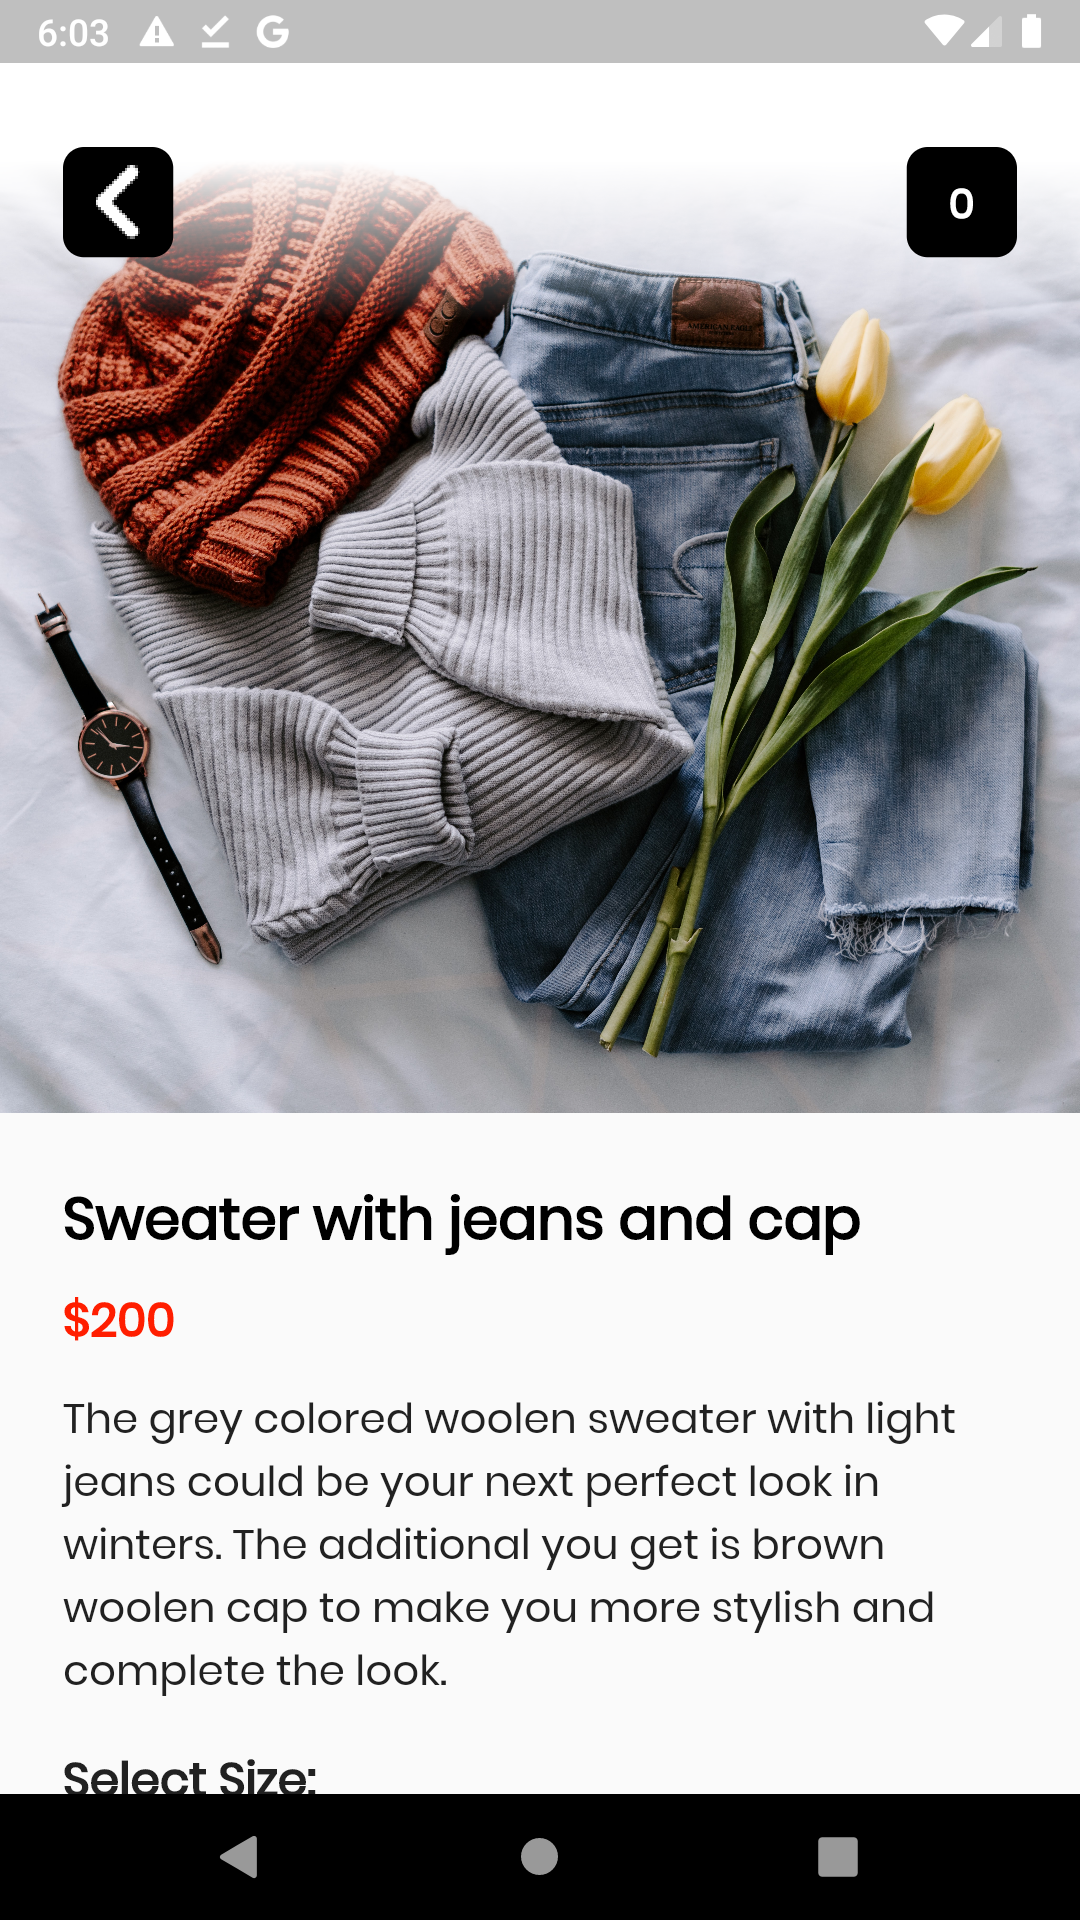 6:03
0
AMERICAN EAGLE
Sweater with jeans and cap
$200
The grey colored woolen sweater with light
jeans could be your next perfect look in
winters. The additional you get is brown
woolen cap to make you more stylish and
complete the look.
Select Size: